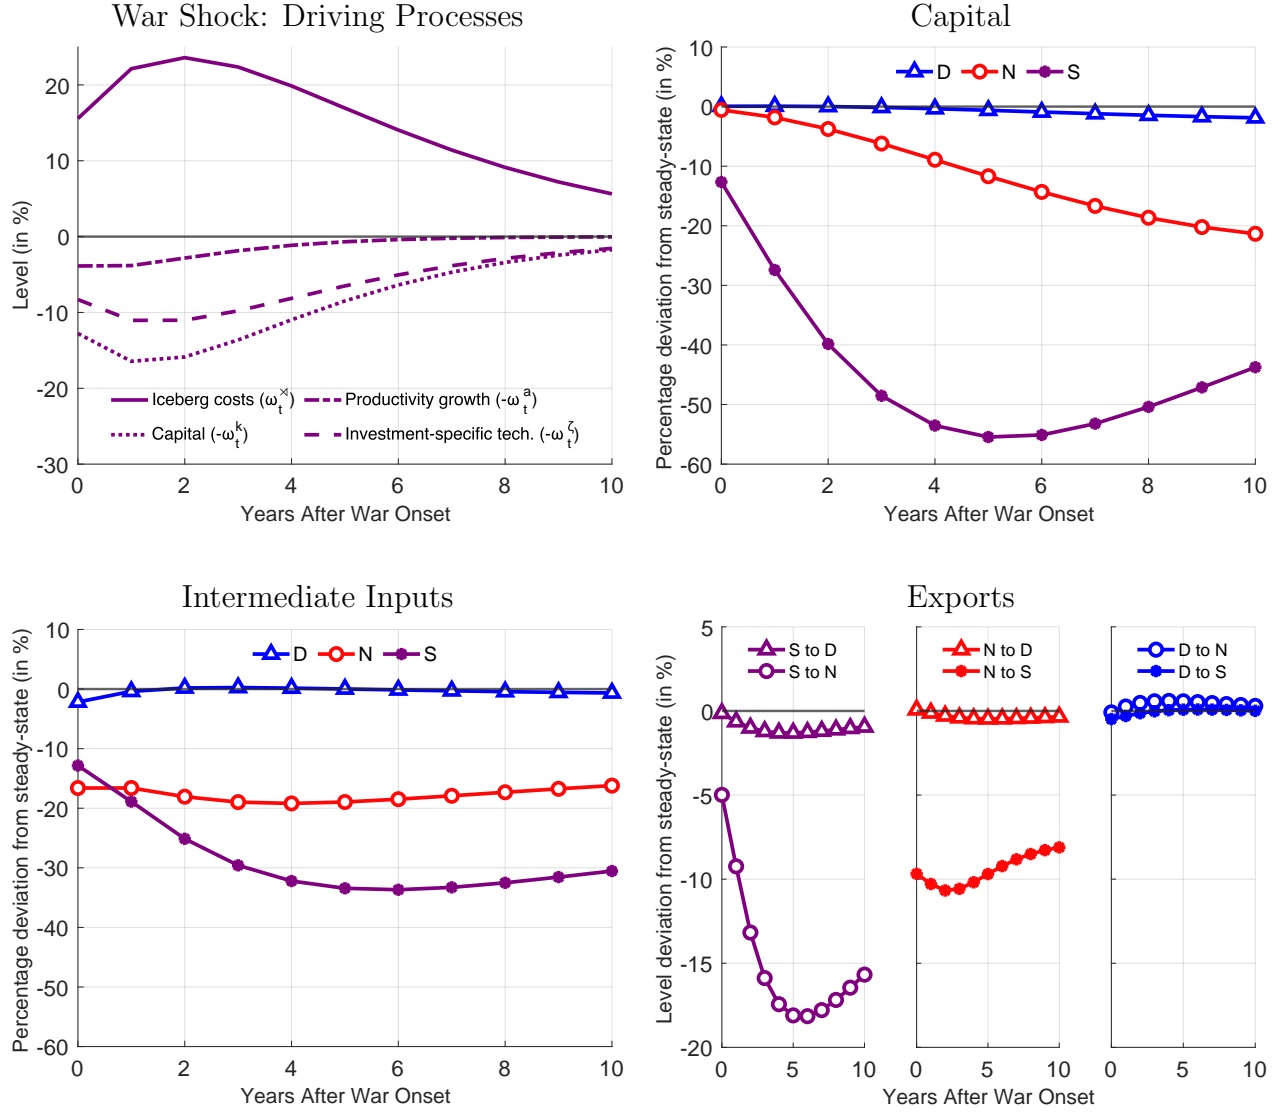 War Shock: Driving Processes
Level (in %)
20
10
0
-10
-20
-30
Iceberg costs (ω_t^⋊)
Productivity growth (-ω_t^a)
Capital (-ω_t^k)
Investment-specific tech. (-ω_t^ζ)
0 2 4 6 8 10
Years After War Onset
Capital
Percentage deviation from steady-state (in %)
10
0
-10
-20
-30
-40
-50
-60
D N S
0 2 4 6 8 10
Years After War Onset
Intermediate Inputs
Percentage deviation from steady-state (in %)
10
0
-10
-20
-30
-40
-50
-60
D N S
0 2 4 6 8 10
Years After War Onset
Exports
Level deviation from steady-state (in %)
5
0
-5
-10
-15
-20
S to D
S to N
N to D
N to S
D to N
D to S
0 5 10
0 5 10
0 5 10
Years After War Onset